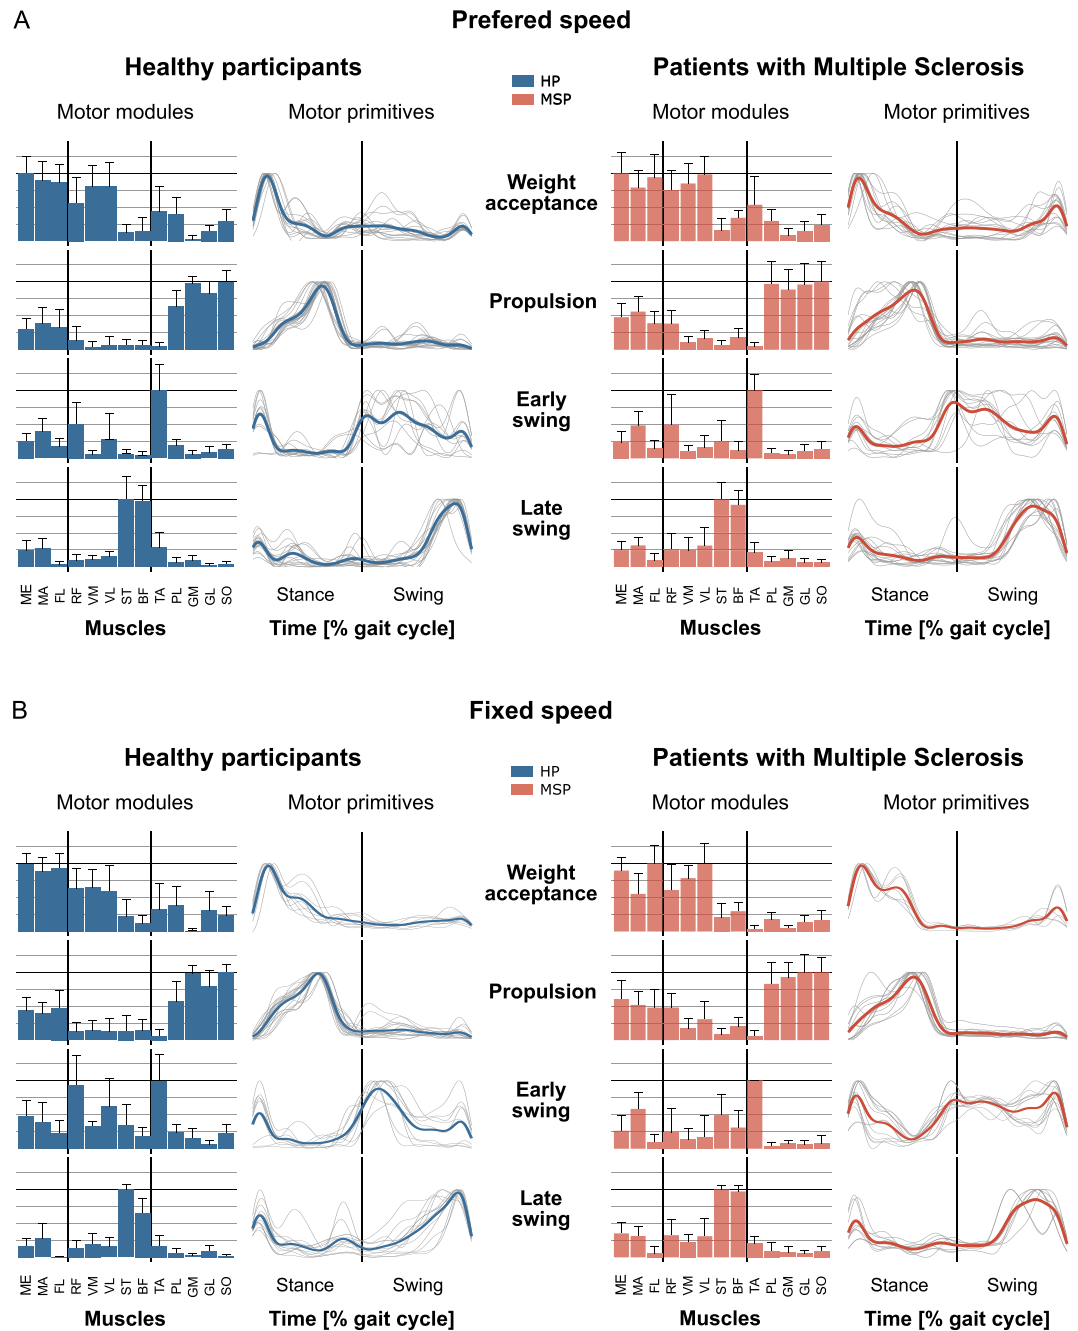 A
Prefered speed
Healthy participants
HP
MSP
Patients with Multiple Sclerosis
Motor modules
Motor primitives
Motor modules
Motor primitives
Weight
acceptance
Propulsion
Early
swing
Late
swing
ME MA FL RF VM VL ST BF TA PL GM GL SO
Stance Swing
ME MA FL RF VM VL ST BF TA PL GM GL SO
Stance Swing
Muscles
Time [% gait cycle]
Muscles
Time [% gait cycle]
B
Fixed speed
Healthy participants
HP
MSP
Patients with Multiple Sclerosis
Motor modules
Motor primitives
Motor modules
Motor primitives
Weight
acceptance
Propulsion
Early
swing
Late
swing
ME MA FL RF VM VL ST BF TA PL GM GL SO
Stance Swing
ME MA FL RF VM VL ST BF TA PL GM GL SO
Stance Swing
Muscles
Time [% gait cycle]
Muscles
Time [% gait cycle]